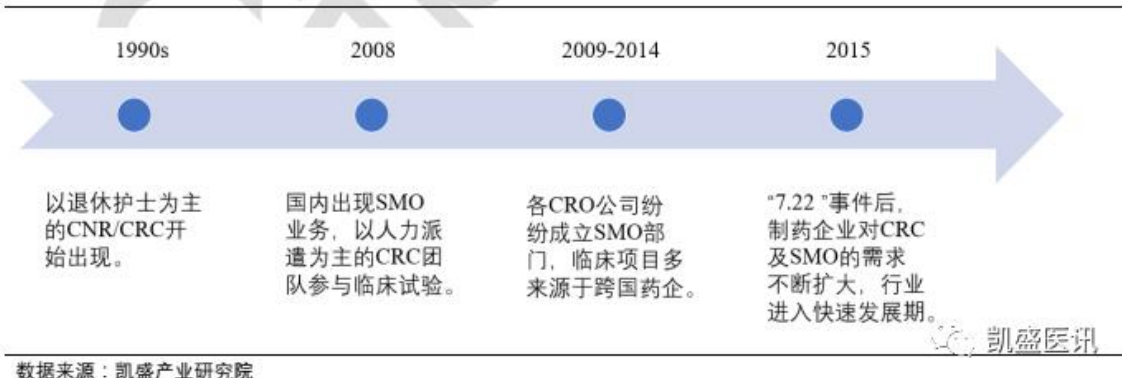 1990s
2008
2009-2014
2015
以退休护士为主
的CNR/CRC开
始出现。
国内出现SMO
业务，以人力派
遣为主的CRC团
队参与临床试验。
各CRO公司纷
纷成立SMO部
门，临床项目多
来源于跨国药企。
“7.22 ”事件后，
制药企业对CRC
及SMO的需求
不断扩大，行业
进入快速发展期。
凯盛医讯
数据来源：凯盛产业研究院